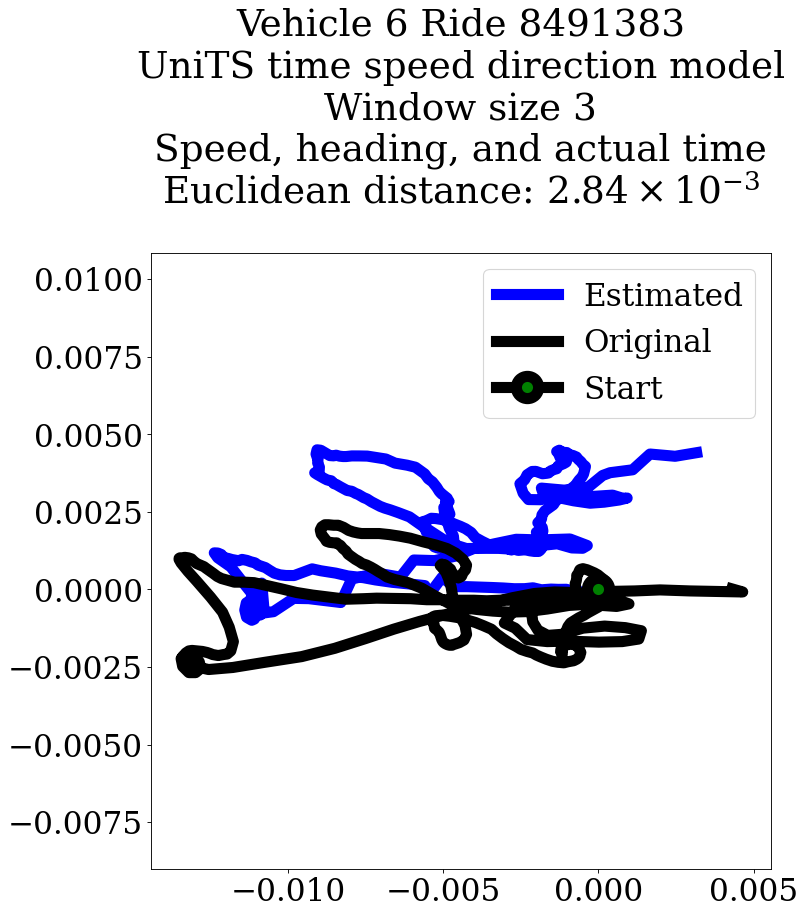 Vehicle 6 Ride 8491383
UniTS time speed direction model
Window size 3
Speed, heading, and actual time
Euclidean distance: 2.84 × 10⁻³
Estimated
Original
Start
0.0100
0.0075
0.0050
0.0025
0.0000
−0.0025
−0.0050
−0.0075
−0.010
−0.005
0.000
0.005